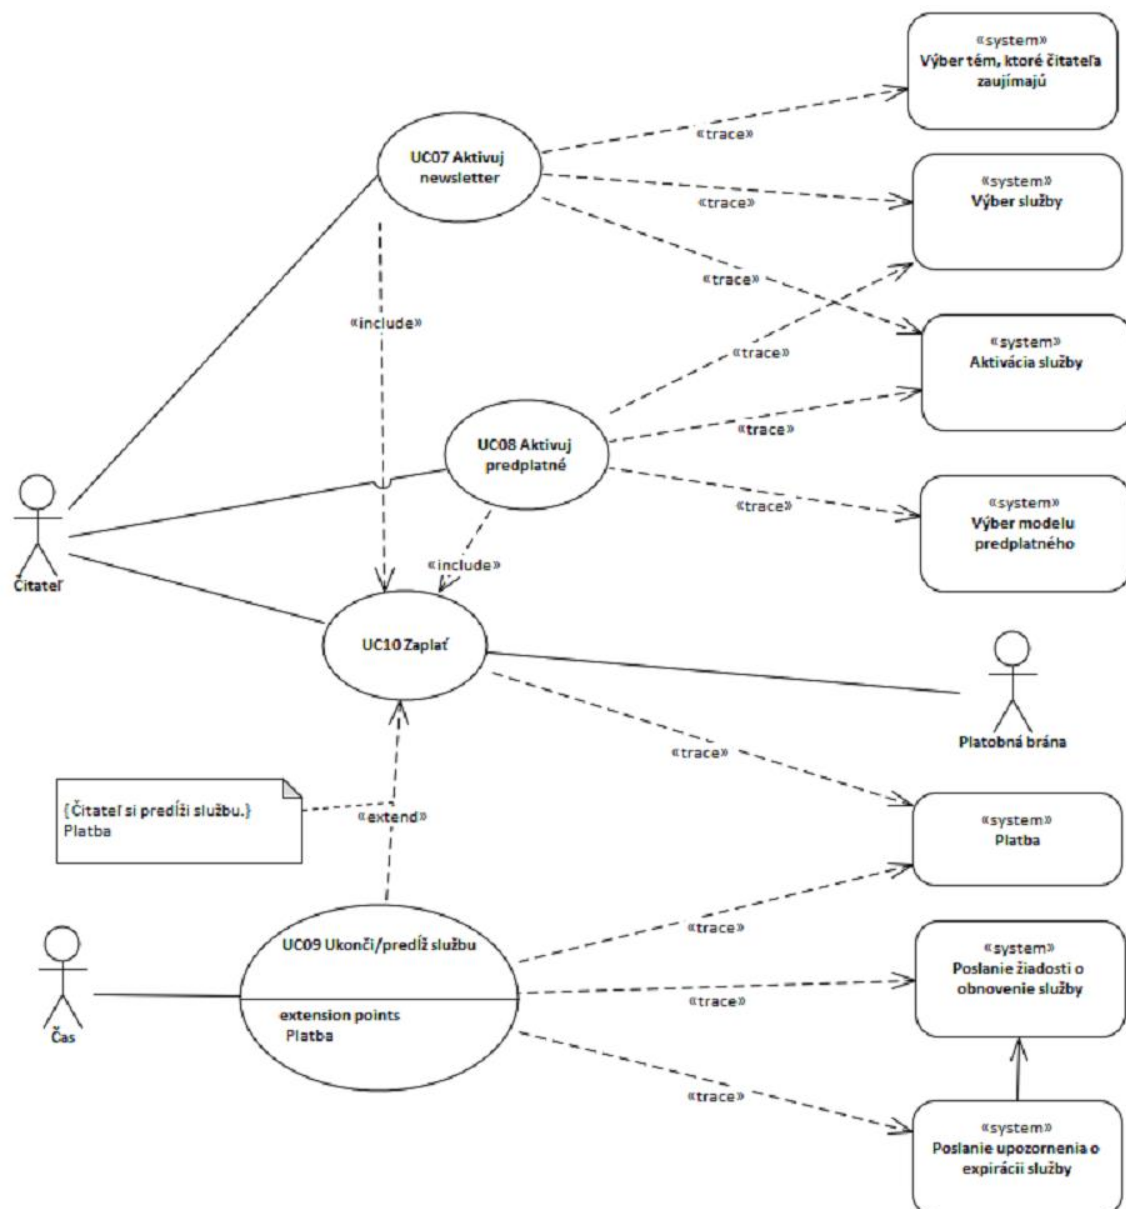 «system»
Výber tém, ktoré čitateľa
zaujímajú
«trace»
UC07 Aktivuj
newsletter
«system»
Výber služby
«trace»
«trace»
«include»
«system»
Aktivácia služby
«trace»
UC08 Aktivuj
predplatné
«trace»
«trace»
«system»
Výber modelu
predplatného
Čitateľ
«include»
UC10 Zaplať
Platobná brána
«trace»
{Čitateľ si predĺži službu.}
Platba
«extend»
«system»
Platba
UC09 Ukonči/predĺž službu
extension points
Platba
«trace»
«system»
Poslanie žiadosti o
obnovenie služby
«trace»
Čas
«trace»
«system»
Poslanie upozornenia o
expirácii služby